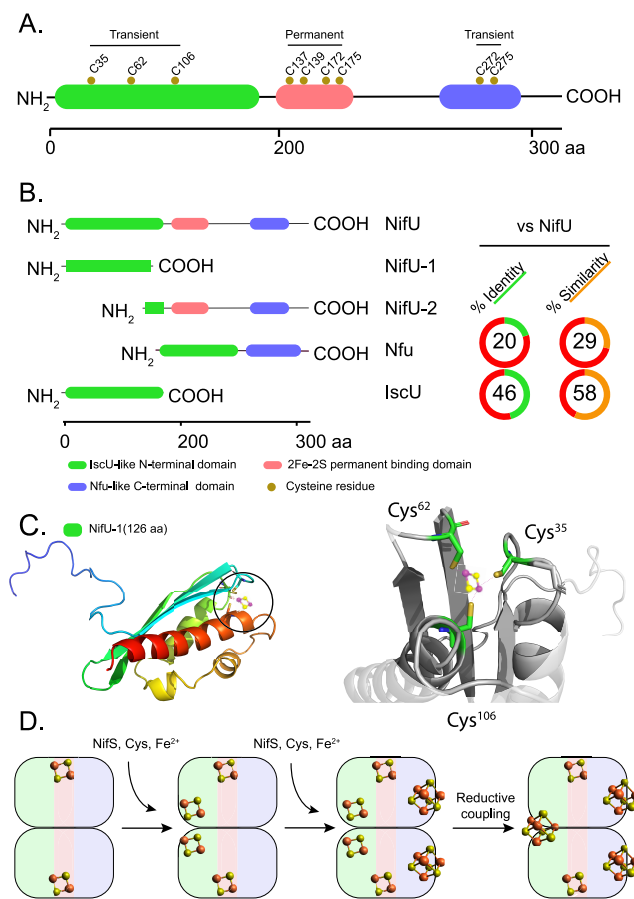 A.
Transient
Permanent
Transient
C35
C62
C106
C137
C139
C172
C175
C272
C275
NH2
COOH
0
200
300 aa
B.
NH2
COOH
NifU
vs NifU
NH2
COOH
NifU-1
% Identity
% Similarity
NH2
COOH
NifU-2
NH2
COOH
Nfu
20
29
NH2
COOH
IscU
46
58
0
200
300 aa
IscU-like N-terminal domain
2Fe-2S permanent binding domain
Nfu-like C-terminal domain
Cysteine residue
C.
NifU-1(126 aa)
Cys62
Cys35
Cys106
D.
NifS, Cys, Fe2+
NifS, Cys, Fe2+
Reductive
coupling